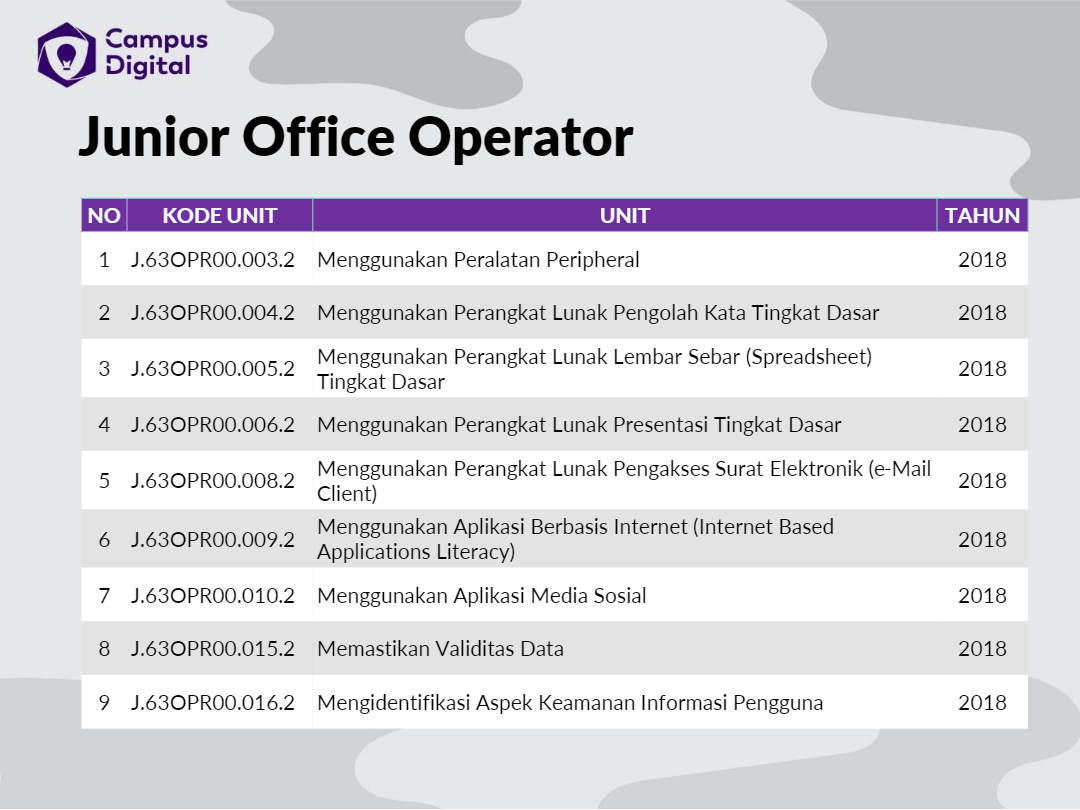 Campus
Digital
Junior Office Operator
NO KODE UNIT UNIT TAHUN
1 J.63OPR00.003.2 Menggunakan Peralatan Peripheral 2018
2 J.63OPR00.004.2 Menggunakan Perangkat Lunak Pengolah Kata Tingkat Dasar 2018
3 J.63OPR00.005.2 Menggunakan Perangkat Lunak Lembar Sebar (Spreadsheet)
Tingkat Dasar 2018
4 J.63OPR00.006.2 Menggunakan Perangkat Lunak Presentasi Tingkat Dasar 2018
5 J.63OPR00.008.2 Menggunakan Perangkat Lunak Pengakses Surat Elektronik (e-Mail
Client) 2018
6 J.63OPR00.009.2 Menggunakan Aplikasi Berbasis Internet (Internet Based
Applications Literacy) 2018
7 J.63OPR00.010.2 Menggunakan Aplikasi Media Sosial 2018
8 J.63OPR00.015.2 Memastikan Validitas Data 2018
9 J.63OPR00.016.2 Mengidentifikasi Aspek Keamanan Informasi Pengguna 2018